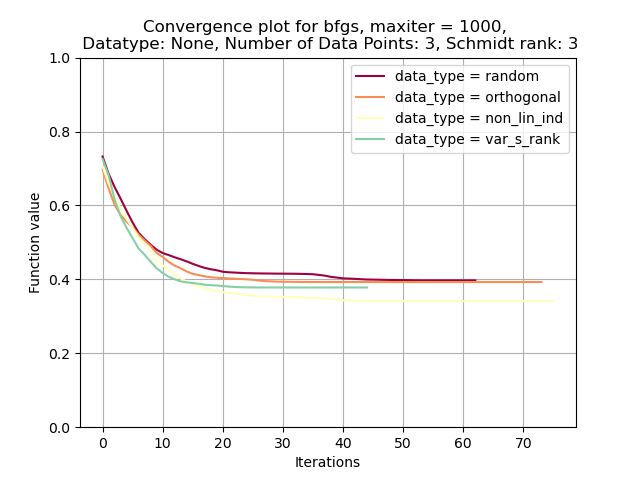 Convergence plot for bfgs, maxiter = 1000,
Datatype: None, Number of Data Points: 3, Schmidt rank: 3
data_type = random
data_type = orthogonal
data_type = non_lin_ind
data_type = var_s_rank
Function value
1.0
0.8
0.6
0.4
0.2
0.0
0 10 20 30 40 50 60 70
Iterations